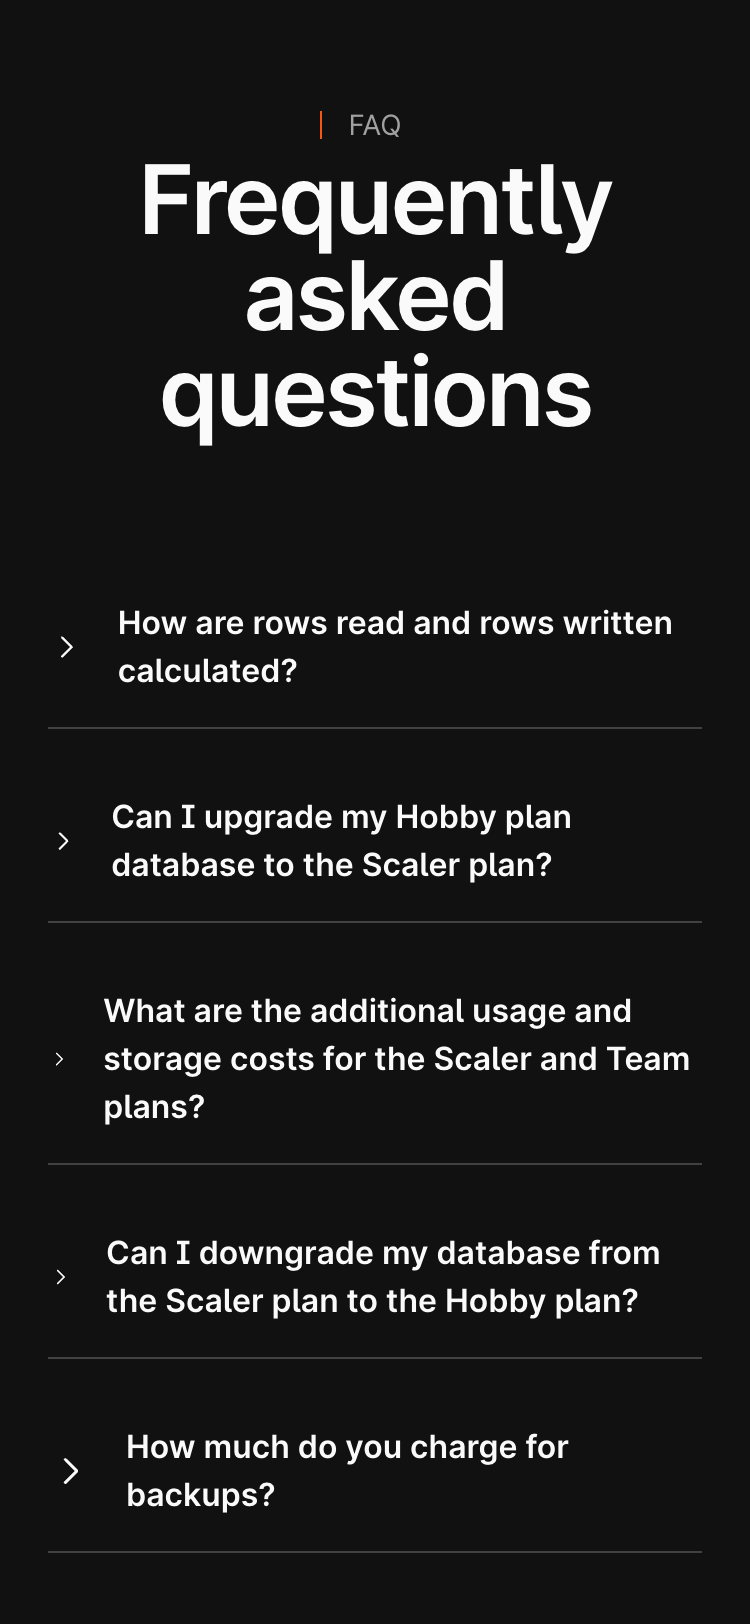 FAQ
Frequently
asked
questions
How are rows read and rows written
calculated?
Can I upgrade my Hobby plan
database to the Scaler plan?
What are the additional usage and
storage costs for the Scaler and Team
plans?
Can I downgrade my database from
the Scaler plan to the Hobby plan?
How much do you charge for
backups?